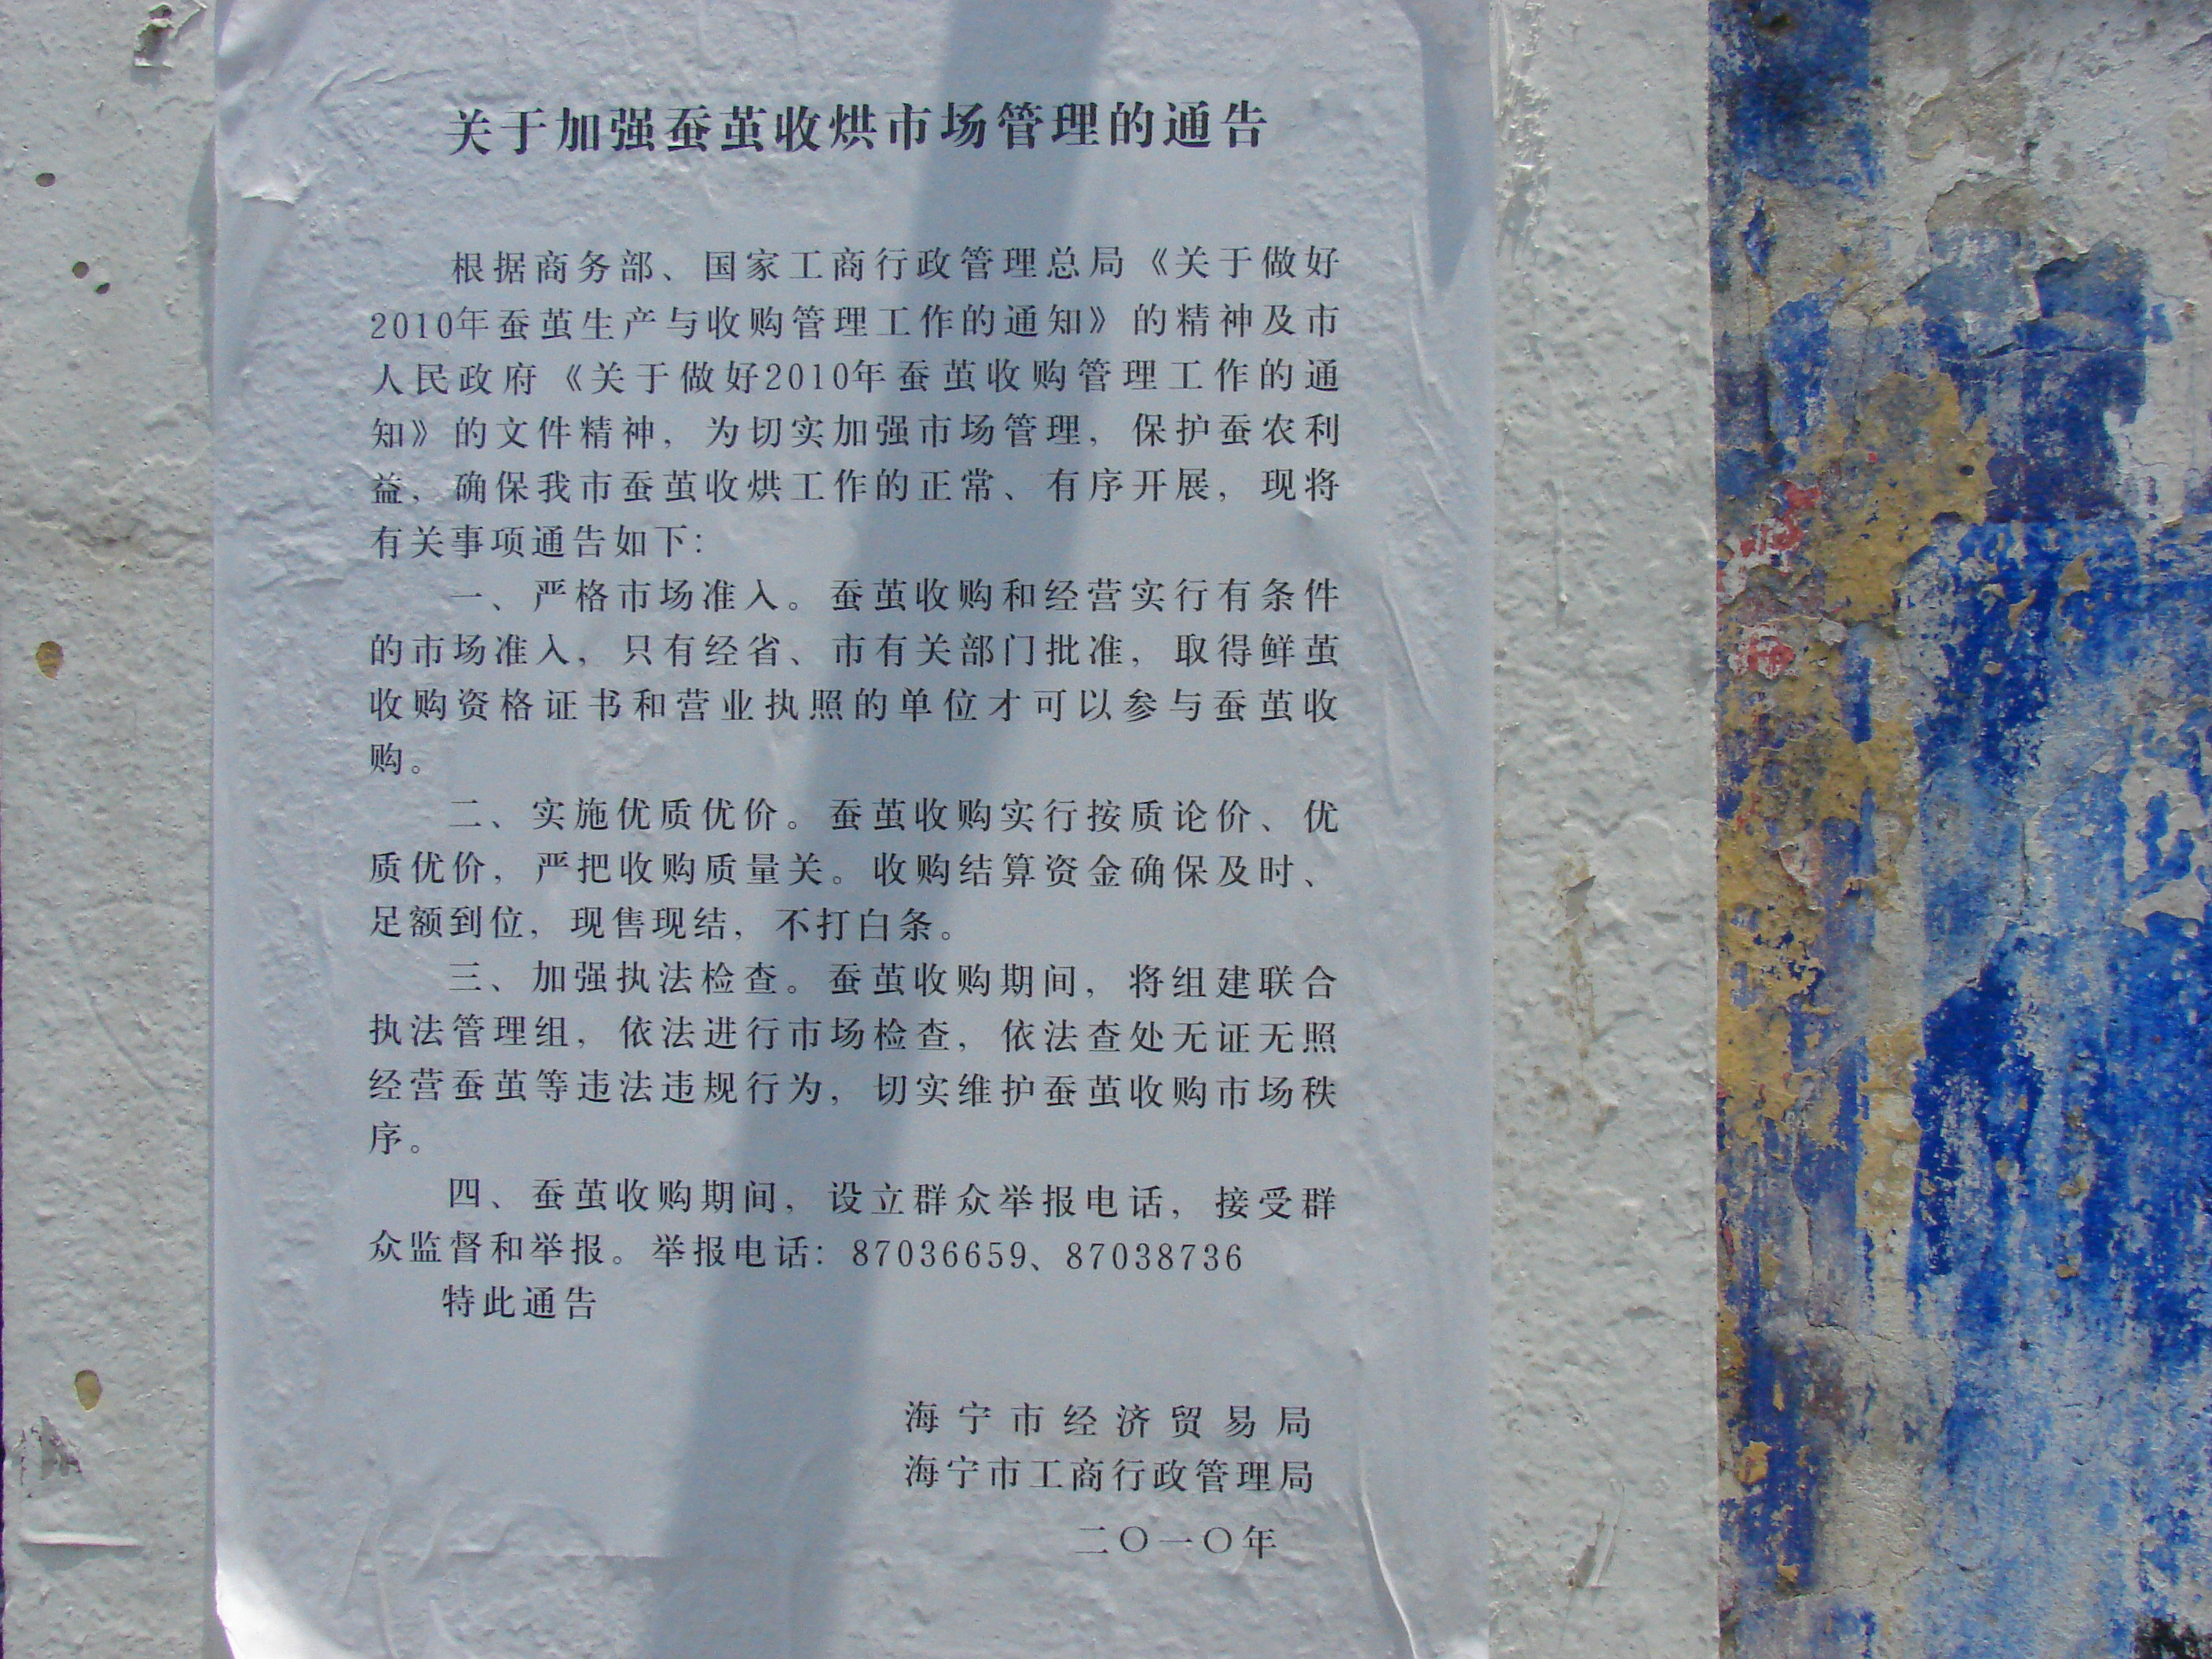 关于加强蚕茧收烘市场管理的通告
根据商务部、国家工商行政管理总局《关于做好
2010年蚕茧生产与收购管理工作的通知》的精神及市
人民政府《关于做好2010年蚕茧收购管理工作的通
知》的文件精神，为切实加强市场管理，保护蚕农利
益，确保我市蚕茧收烘工作的正常、有序开展，现将
有关事项通告如下：
一、严格市场准入。蚕茧收购和经营实行有条件
的市场准入，只有经省、市有关部门批准，取得鲜茧
收购资格证书和营业执照的单位才可以参与蚕茧收
购。
二、实施优质优价。蚕茧收购实行按质论价、优
质优价，严把收购质量关。收购结算资金确保及时、
足额到位，现售现结，不打白条。
三、加强执法检查。蚕茧收购期间，将组建联合
执法管理组，依法进行市场检查，依法查处无证无照
经营蚕茧等违法违规行为，切实维护蚕茧收购市场秩
序。
四、蚕茧收购期间，设立群众举报电话，接受群
众监督和举报。举报电话：87036659、87038736
特此通告
海宁市经济贸易局
海宁市工商行政管理局
二〇一〇年